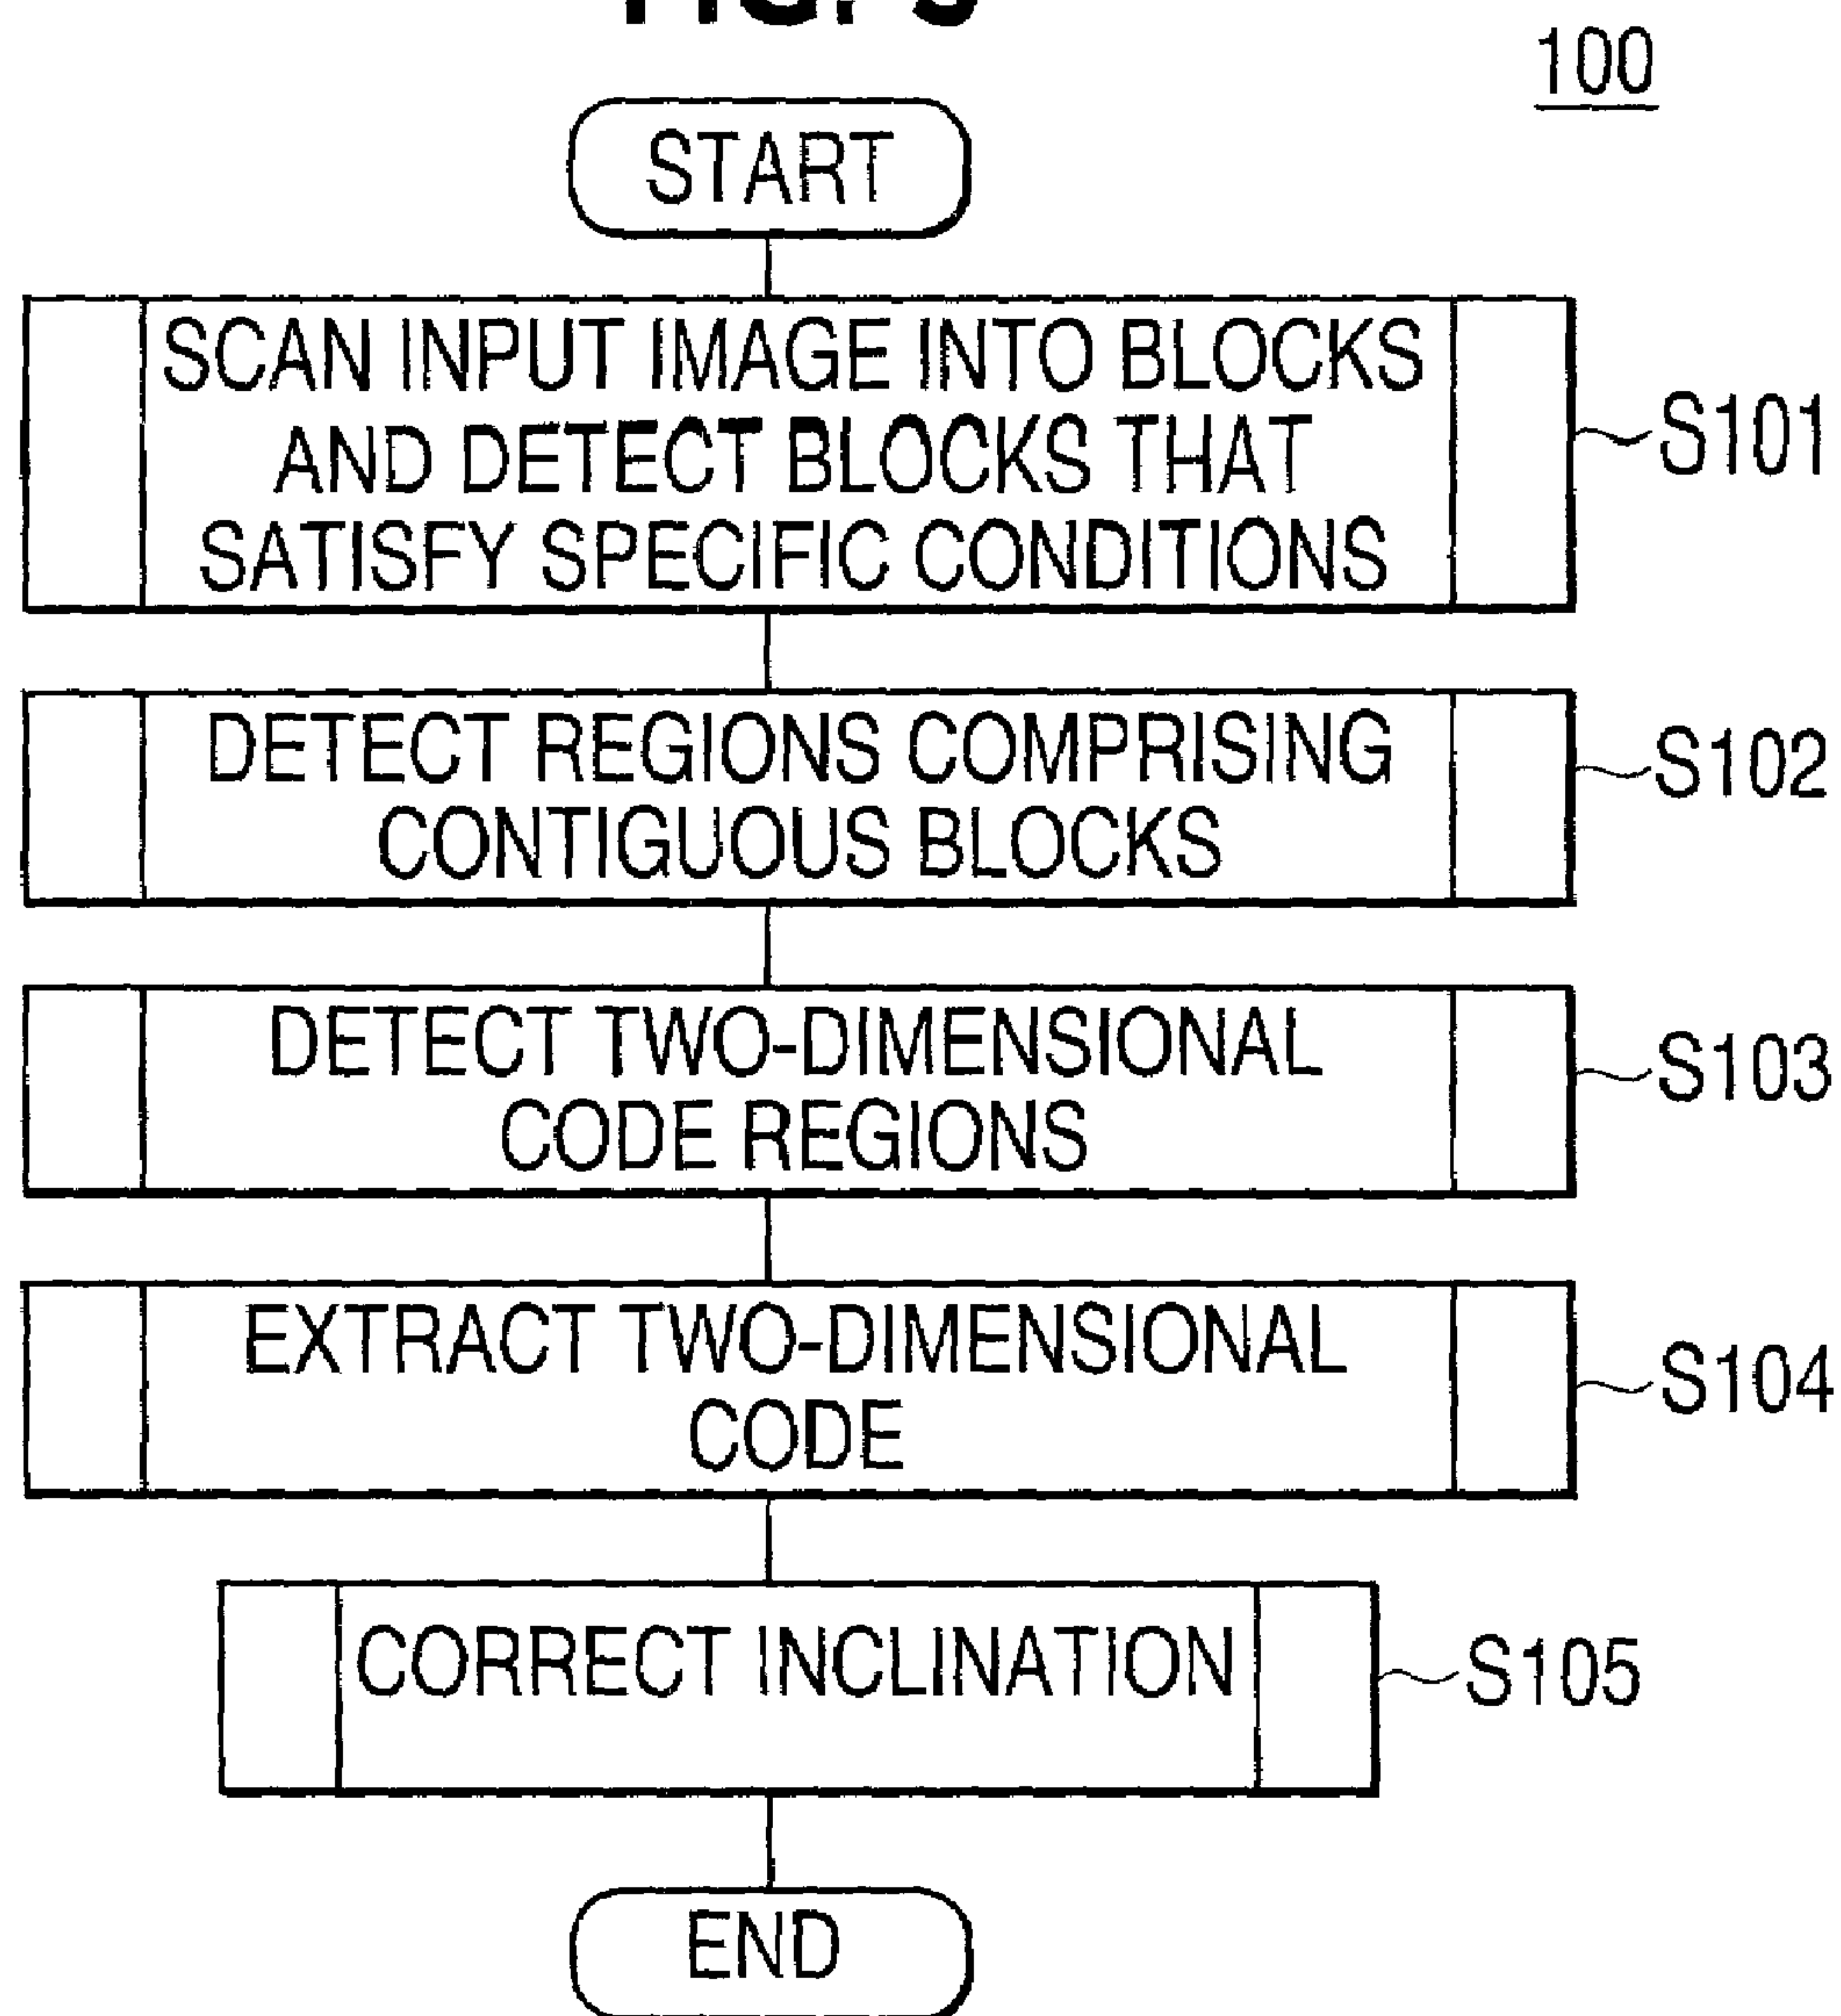 100
START
SCAN INPUT IMAGE INTO BLOCKS
AND DETECT BLOCKS THAT
SATISFY SPECIFIC CONDITIONS
S101
DETECT REGIONS COMPRISING
CONTIGUOUS BLOCKS
S102
DETECT TWO-DIMENSIONAL
CODE REGIONS
S103
EXTRACT TWO-DIMENSIONAL
CODE
S104
CORRECT INCLINATION
S105
END